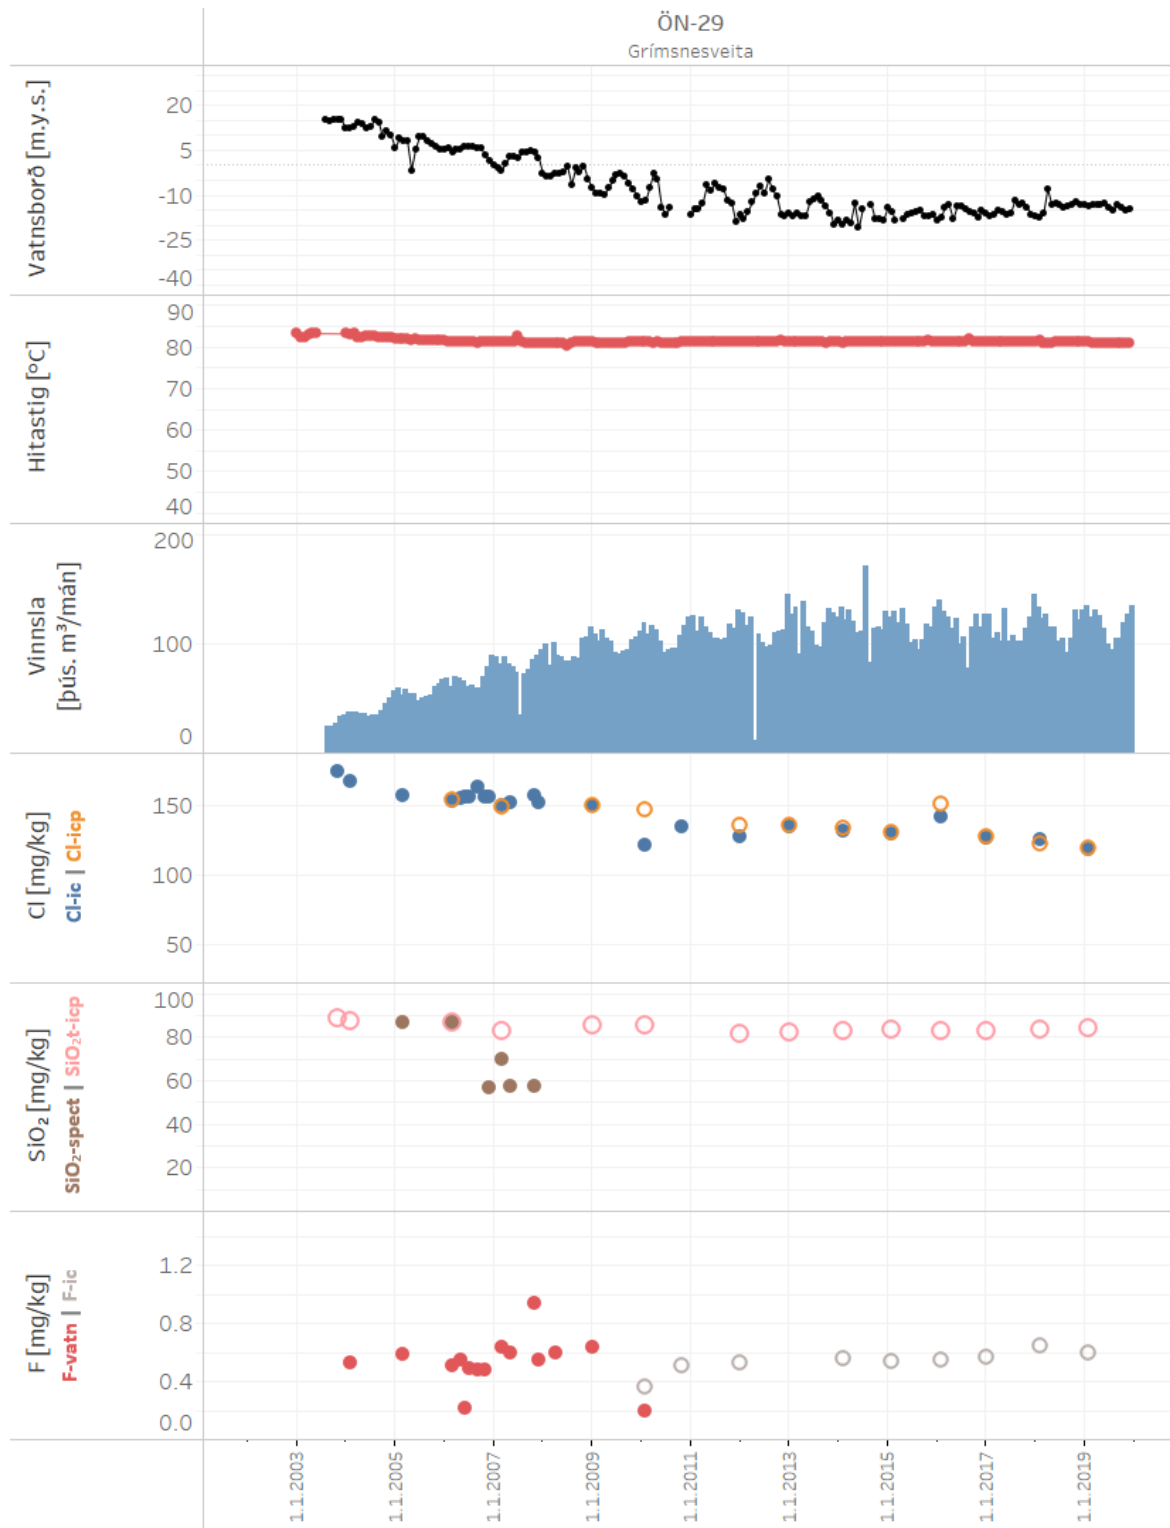 ÖN-29
Grímsnesveita
Vatnsborð [m.y.s.]
20
5
-10
-25
-40
Hitastig [°C]
90
80
70
60
50
40
Vinnsla
[þús. m³/mán]
200
100
0
Cl [mg/kg]
Cl-ic | Cl-icp
150
100
50
SiO₂ [mg/kg]
SiO₂-spect | SiO₂t-icp
100
80
60
40
20
F [mg/kg]
F-vatn | F-ic
1.2
0.8
0.4
0.0
1.1.2003
1.1.2005
1.1.2007
1.1.2009
1.1.2011
1.1.2013
1.1.2015
1.1.2017
1.1.2019